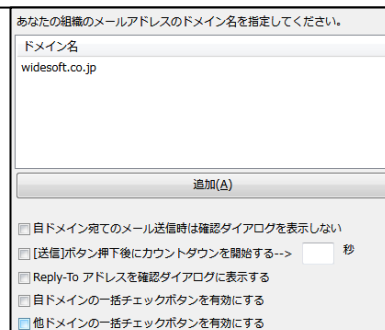 あなたの組織のメールアドレスのドメイン名を指定してください。
ドメイン名
widesoft.co.jp
追加(A)
自ドメイン宛てのメール送信時は確認ダイアログを表示しない
[送信]ボタン押下後にカウントダウンを開始する--> 秒
Reply-To アドレスを確認ダイアログに表示する
自ドメインの一括チェックボタンを有効にする
他ドメインの一括チェックボタンを有効にする